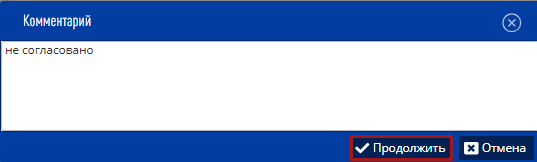 Комментарий
не согласовано
Продолжить Отмена